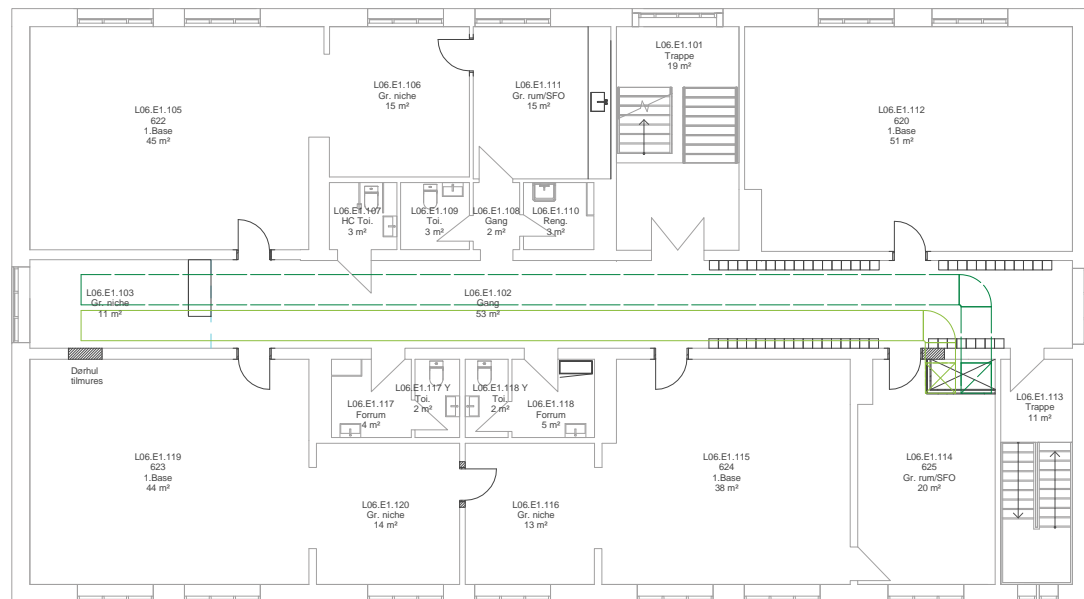 L06.E1.101
Trappe
19 m²
L06.E1.105
622
1.Base
45 m²
L06.E1.106
Gr. niche
15 m²
L06.E1.111
Gr. rum/SFO
15 m²
L06.E1.112
620
1.Base
51 m²
L06.E1.107
HC Toi.
3 m²
L06.E1.109
Toi.
3 m²
L06.E1.108
Gang
2 m²
L06.E1.110
Reng.
3 m²
L06.E1.103
Gr. niche
11 m²
L06.E1.102
Gang
53 m²
Dørhul
tilmures
L06.E1.117
Forrum
4 m²
L06.E1.117 Y
Toi.
2 m²
L06.E1.118 Y
Toi.
2 m²
L06.E1.118
Forrum
5 m²
L06.E1.113
Trappe
11 m²
L06.E1.119
623
1.Base
44 m²
L06.E1.120
Gr. niche
14 m²
L06.E1.116
Gr. niche
13 m²
L06.E1.115
624
1.Base
38 m²
L06.E1.114
625
Gr. rum/SFO
20 m²